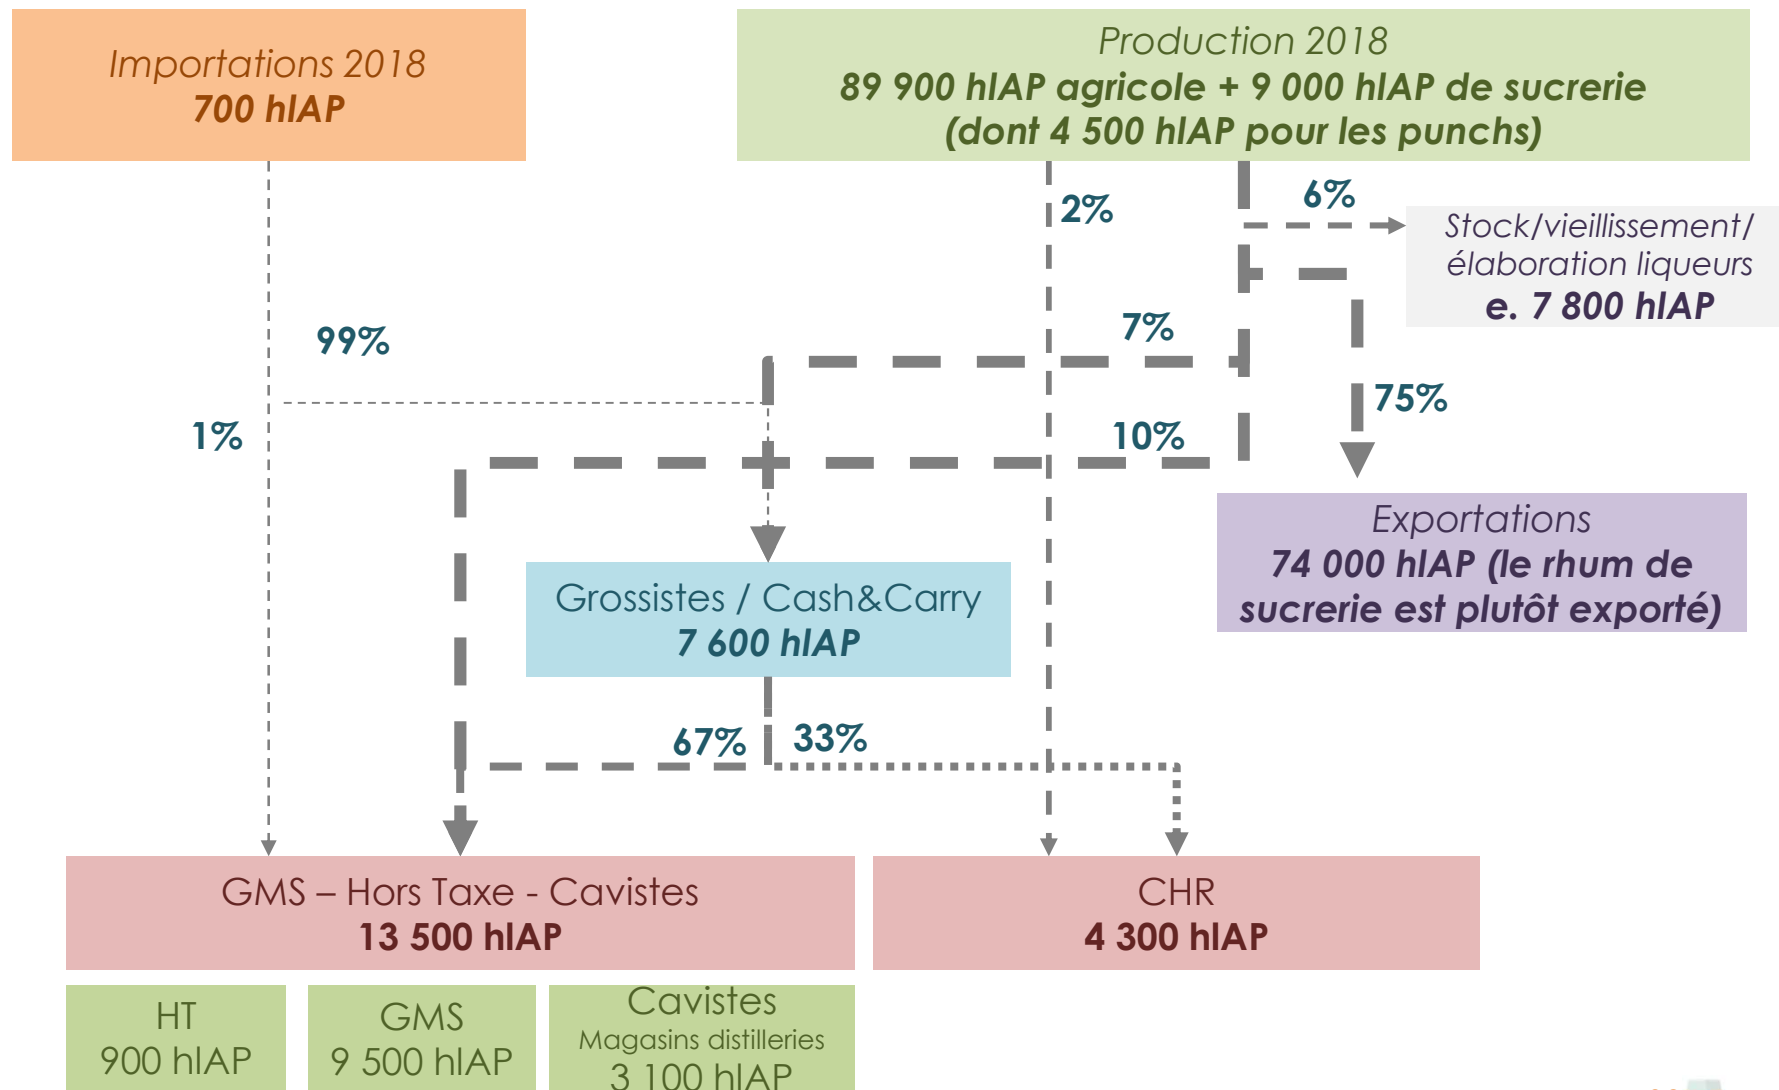 Importations 2018
700 hlAP
Production 2018
89 900 hlAP agricole + 9 000 hlAP de sucrerie
(dont 4 500 hlAP pour les punchs)
2%
6%
Stock/vieillissement/
élaboration liqueurs
e. 7 800 hlAP
99%
7%
75%
1%
10%
Exportations
74 000 hlAP (le rhum de
sucrerie est plutôt exporté)
Grossistes / Cash&Carry
7 600 hlAP
67%
33%
GMS – Hors Taxe - Cavistes
13 500 hlAP
CHR
4 300 hlAP
HT
900 hlAP
GMS
9 500 hlAP
Cavistes
Magasins distilleries
3 100 hlAP